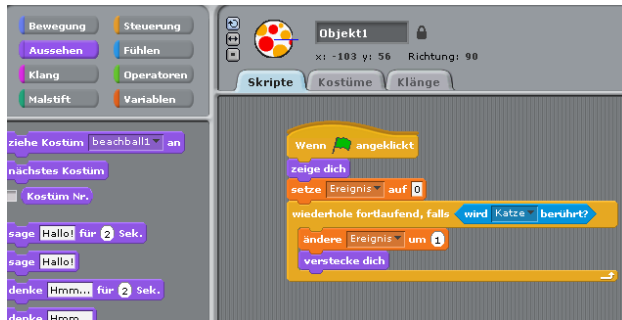 Bewegung
Steuerung
Aussehen
Fühlen
Klang
Operatoren
Malstift
Variablen
ziehe Kostüm beachball1 an
nächstes Kostüm
Kostüm Nr.
sage Hallo! für 2 Sek.
sage Hallo!
denke Hmm... für 2 Sek.
denke Hmm
Objekt1
x: -103 y: 56 Richtung: 90
Skripte
Kostüme
Klänge
Wenn angeklickt
zeige dich
setze Ereignis auf 0
wiederhole fortlaufend, falls wird Katze berührt?
ändere Ereignis um 1
verstecke dich